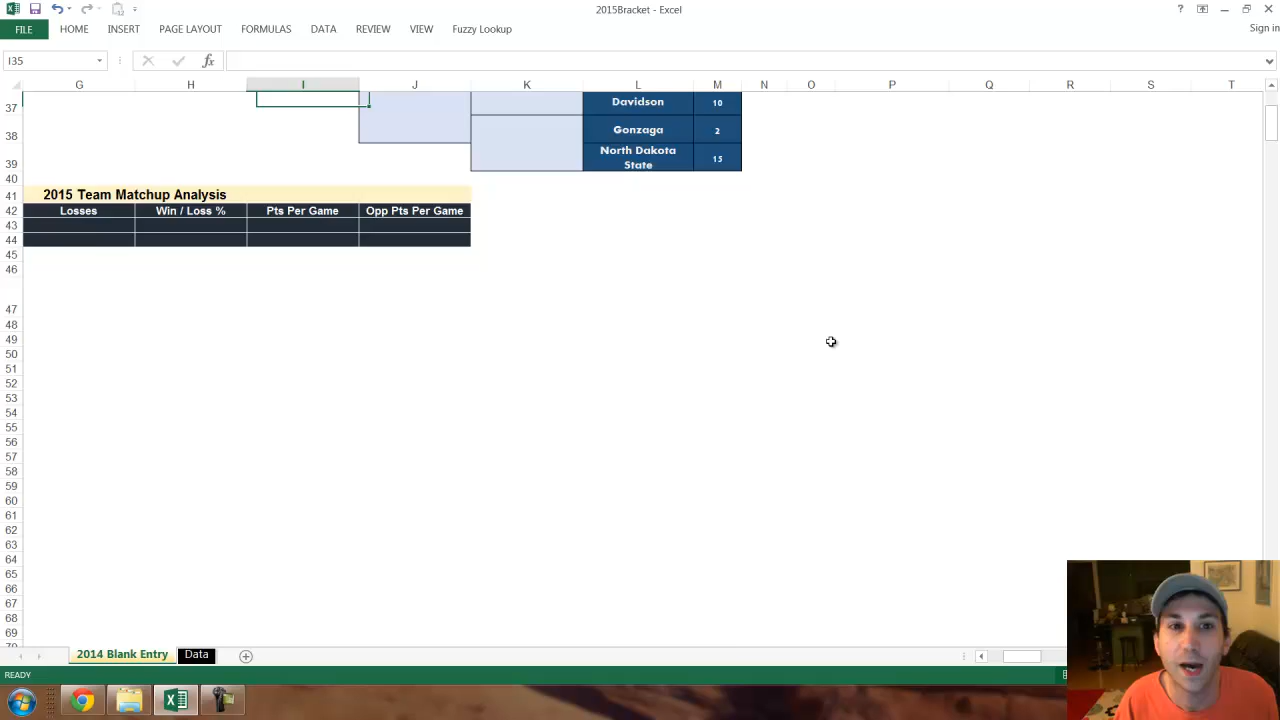 2015Bracket - Excel
?
FILE HOME INSERT PAGE LAYOUT FORMULAS DATA REVIEW VIEW Fuzzy Lookup Sign in
I35 fx
G H I J K L M N O P Q R S T
37 Davidson 10
38 Gonzaga 2
North Dakota
39 State 15
40
41 2015 Team Matchup Analysis
42 Losses Win / Loss % Pts Per Game Opp Pts Per Game
43
44
45
46
47
48
49
50
51
52
53
54
55
56
57
58
59
60
61
62
63
64
65
66
67
68
69
2014 Blank Entry Data
READY